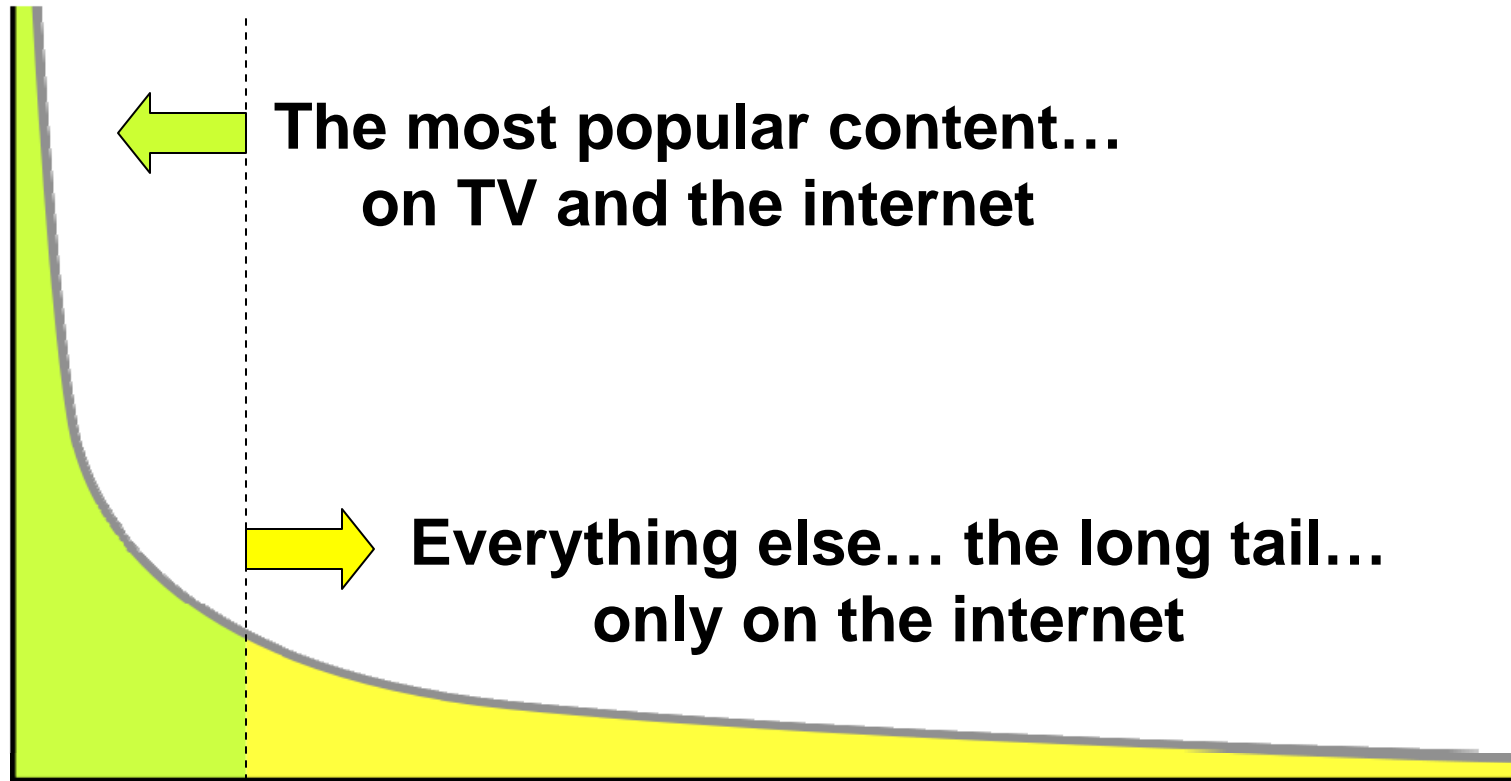 The most popular content…
on TV and the internet
Everything else… the long tail…
only on the internet